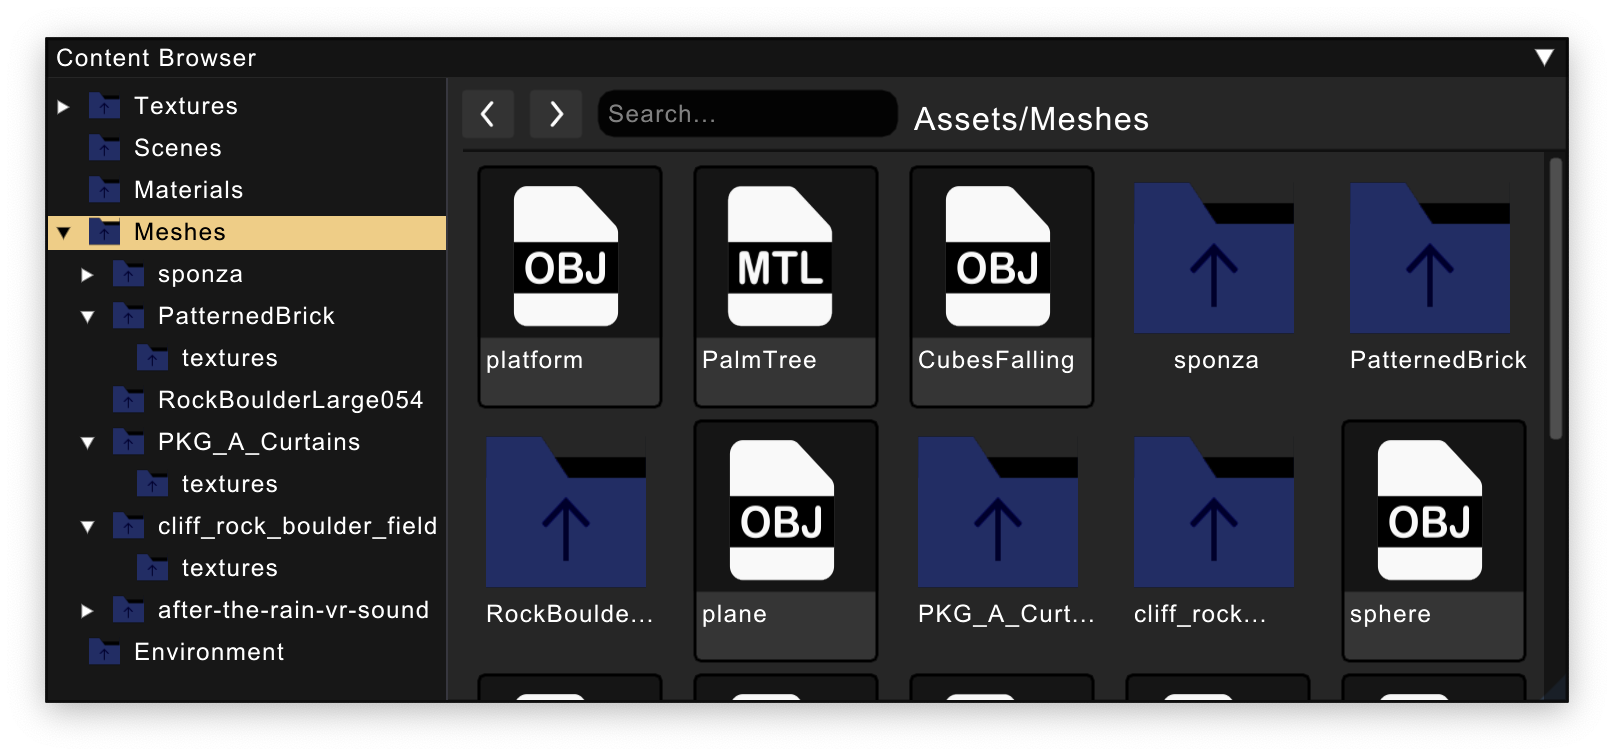 Content Browser
Textures
Scenes
Materials
Meshes
sponza
PatternedBrick
textures
RockBoulderLarge054
PKG_A_Curtains
textures
cliff_rock_boulder_field
textures
after-the-rain-vr-sound
Environment
Search...
Assets/Meshes
OBJ
platform
MTL
PalmTree
OBJ
CubesFalling
sponza
PatternedBrick
RockBoulde...
OBJ
plane
PKG_A_Curt...
cliff_rock...
OBJ
sphere